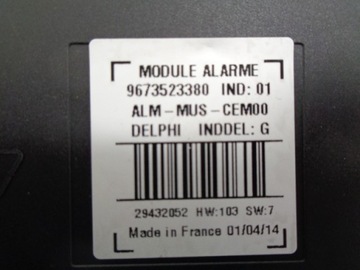 MODULE ALARME
9673523380 IND: 01
ALM-MUS-CEM00
DELPHI INDDEL: G
29432052 HW:103 SW:7
Made in France 01/04/14